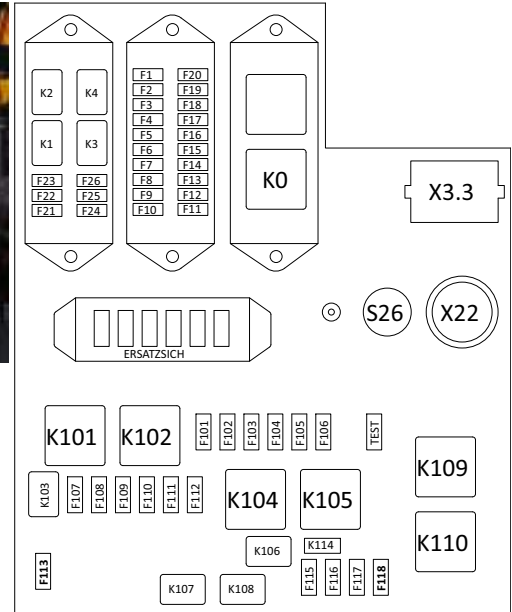 K2 K4
K1 K3
F23 F26
F22 F25
F21 F24
F1 F20
F2 F19
F3 F18
F4 F17
F5 F16
F6 F15
F7 F14
F8 F13
F9 F12
F10 F11
K0
X3.3
S26
X22
ERSATZSICH
K101
K102
F101
F102
F103
F104
F105
F106
TEST
K103
F107
F108
F109
F110
F111
F112
K104
K105
K109
K110
K106
K114
F113
K107
K108
F115
F116
F117
F118